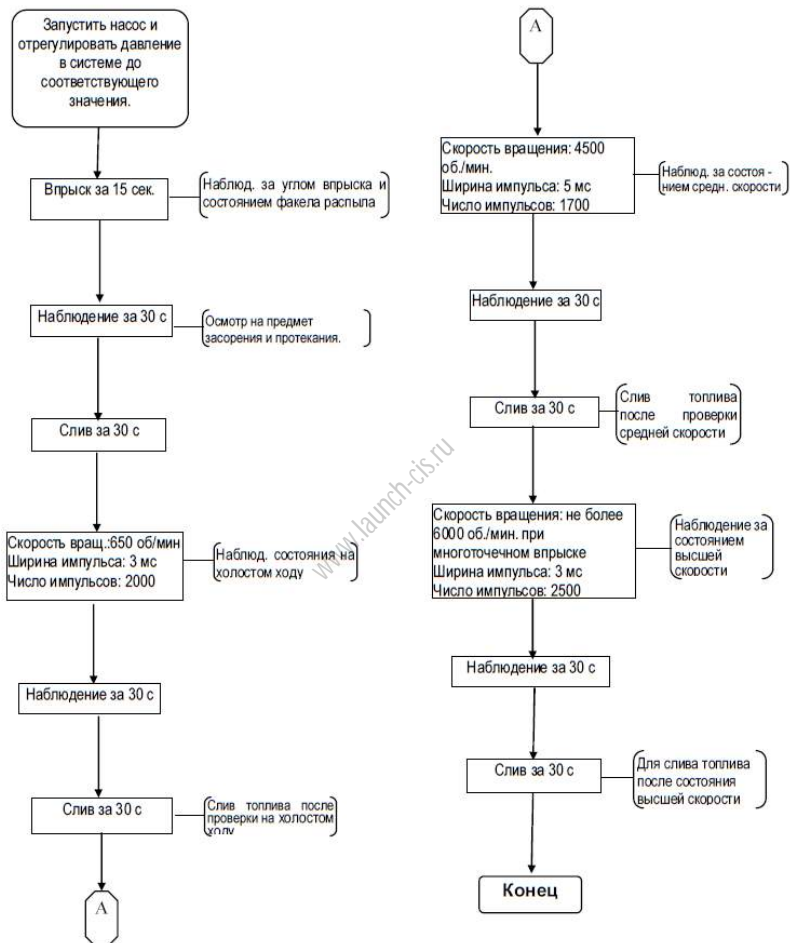 Запустить насос и
отрегулировать давление
в системе до
соответствующего
значения.
Впрыск за 15 сек.
Наблюд. за углом впрыска и
состоянием факела распыла
Наблюдение за 30 с
Осмотр на предмет
засорения и протекания.
Слив за 30 с
Скорость вращ.:650 об/мин
Ширина импульса: 3 мс
Число импульсов: 2000
Наблюд. состояния на
холостом ходу
Наблюдение за 30 с
Слив за 30 с
Слив топлива после
проверки на холостом
ходу
А
А
Скорость вращения: 4500
об./мин.
Ширина импульса: 5 мс
Число импульсов: 1700
Наблюд. за состоя -
нием средн. скорости
Наблюдение за 30 с
Слив за 30 с
Слив топлива
после проверки
средней скорости
Скорость вращения: не более
6000 об./мин. при
многоточечном впрыске
Ширина импульса: 3 мс
Число импульсов: 2500
Наблюдение за
состоянием
высшей
скорости
Наблюдение за 30 с
Слив за 30 с
Для слива топлива
после состояния
высшей скорости
Конец
www.launch-cis.ru